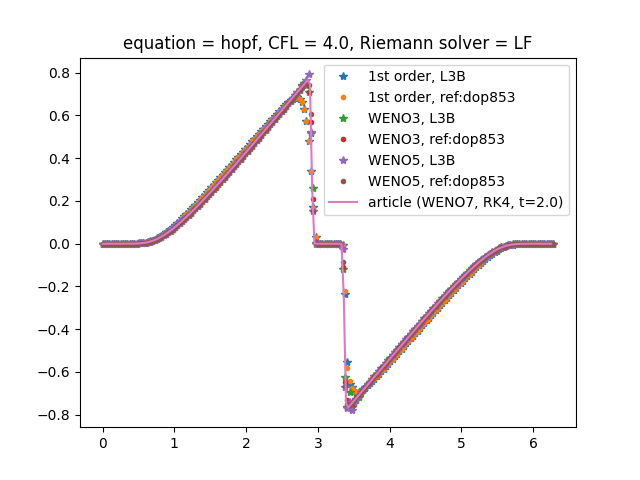 equation = hopf, CFL = 4.0, Riemann solver = LF
0.8
0.6
0.4
0.2
0.0
−0.2
−0.4
−0.6
−0.8
0 1 2 3 4 5 6
1st order, L3B
1st order, ref:dop853
WENO3, L3B
WENO3, ref:dop853
WENO5, L3B
WENO5, ref:dop853
article (WENO7, RK4, t=2.0)